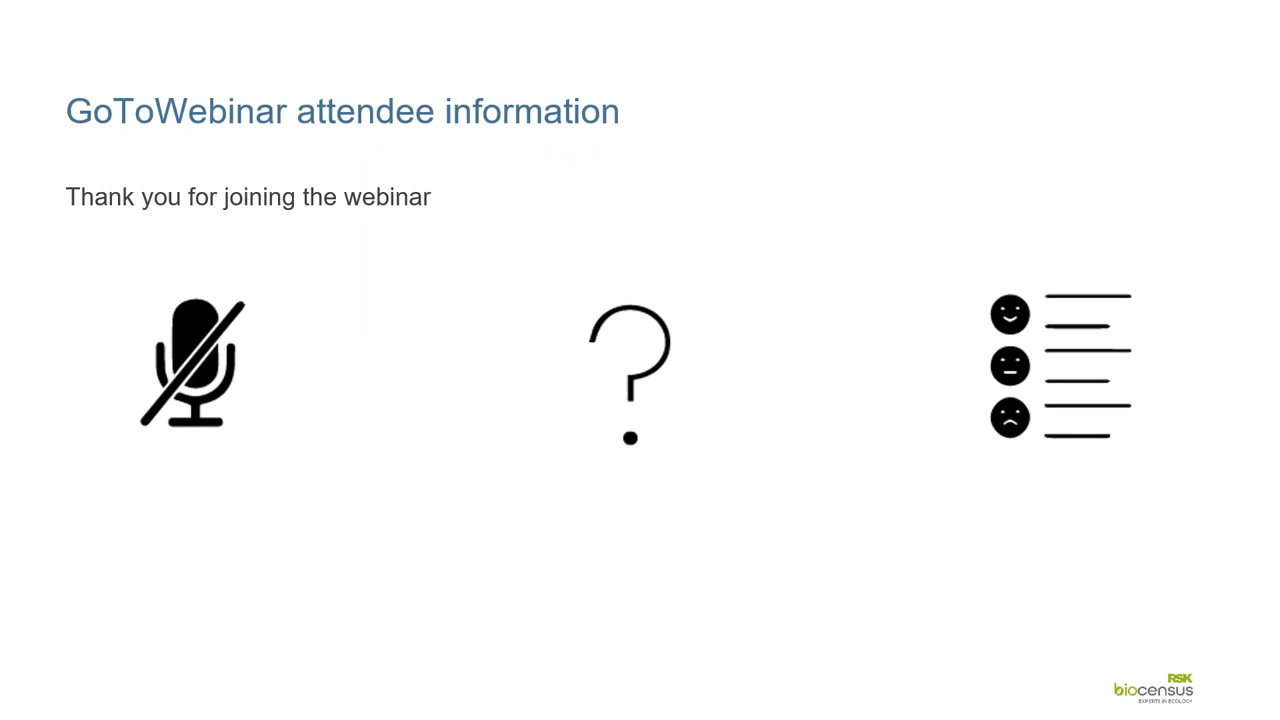 GoToWebinar attendee information
Thank you for joining the webinar
RSK
biocensus
EXPERTS IN ECOLOGY